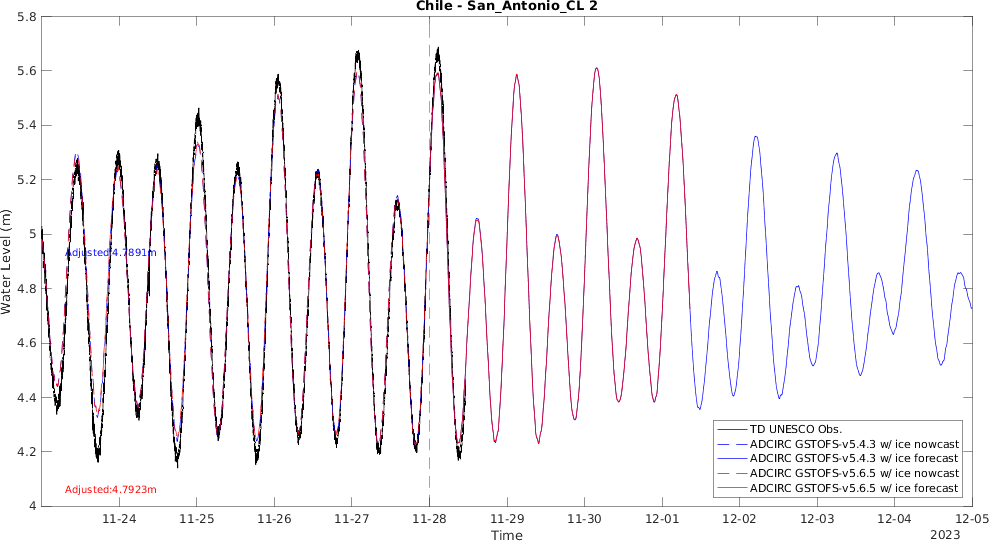 Chile - San_Antonio_CL 2
Water Level (m)
5.8
5.6
5.4
5.2
5
4.8
4.6
4.4
4.2
4
Adjusted:4.7891m
Adjusted:4.7923m
TD UNESCO Obs.
ADCIRC GSTOFS-v5.4.3 w/ ice nowcast
ADCIRC GSTOFS-v5.4.3 w/ ice forecast
ADCIRC GSTOFS-v5.6.5 w/ ice nowcast
ADCIRC GSTOFS-v5.6.5 w/ ice forecast
11-24 11-25 11-26 11-27 11-28 11-29 11-30 12-01 12-02 12-03 12-04 12-05
Time
2023